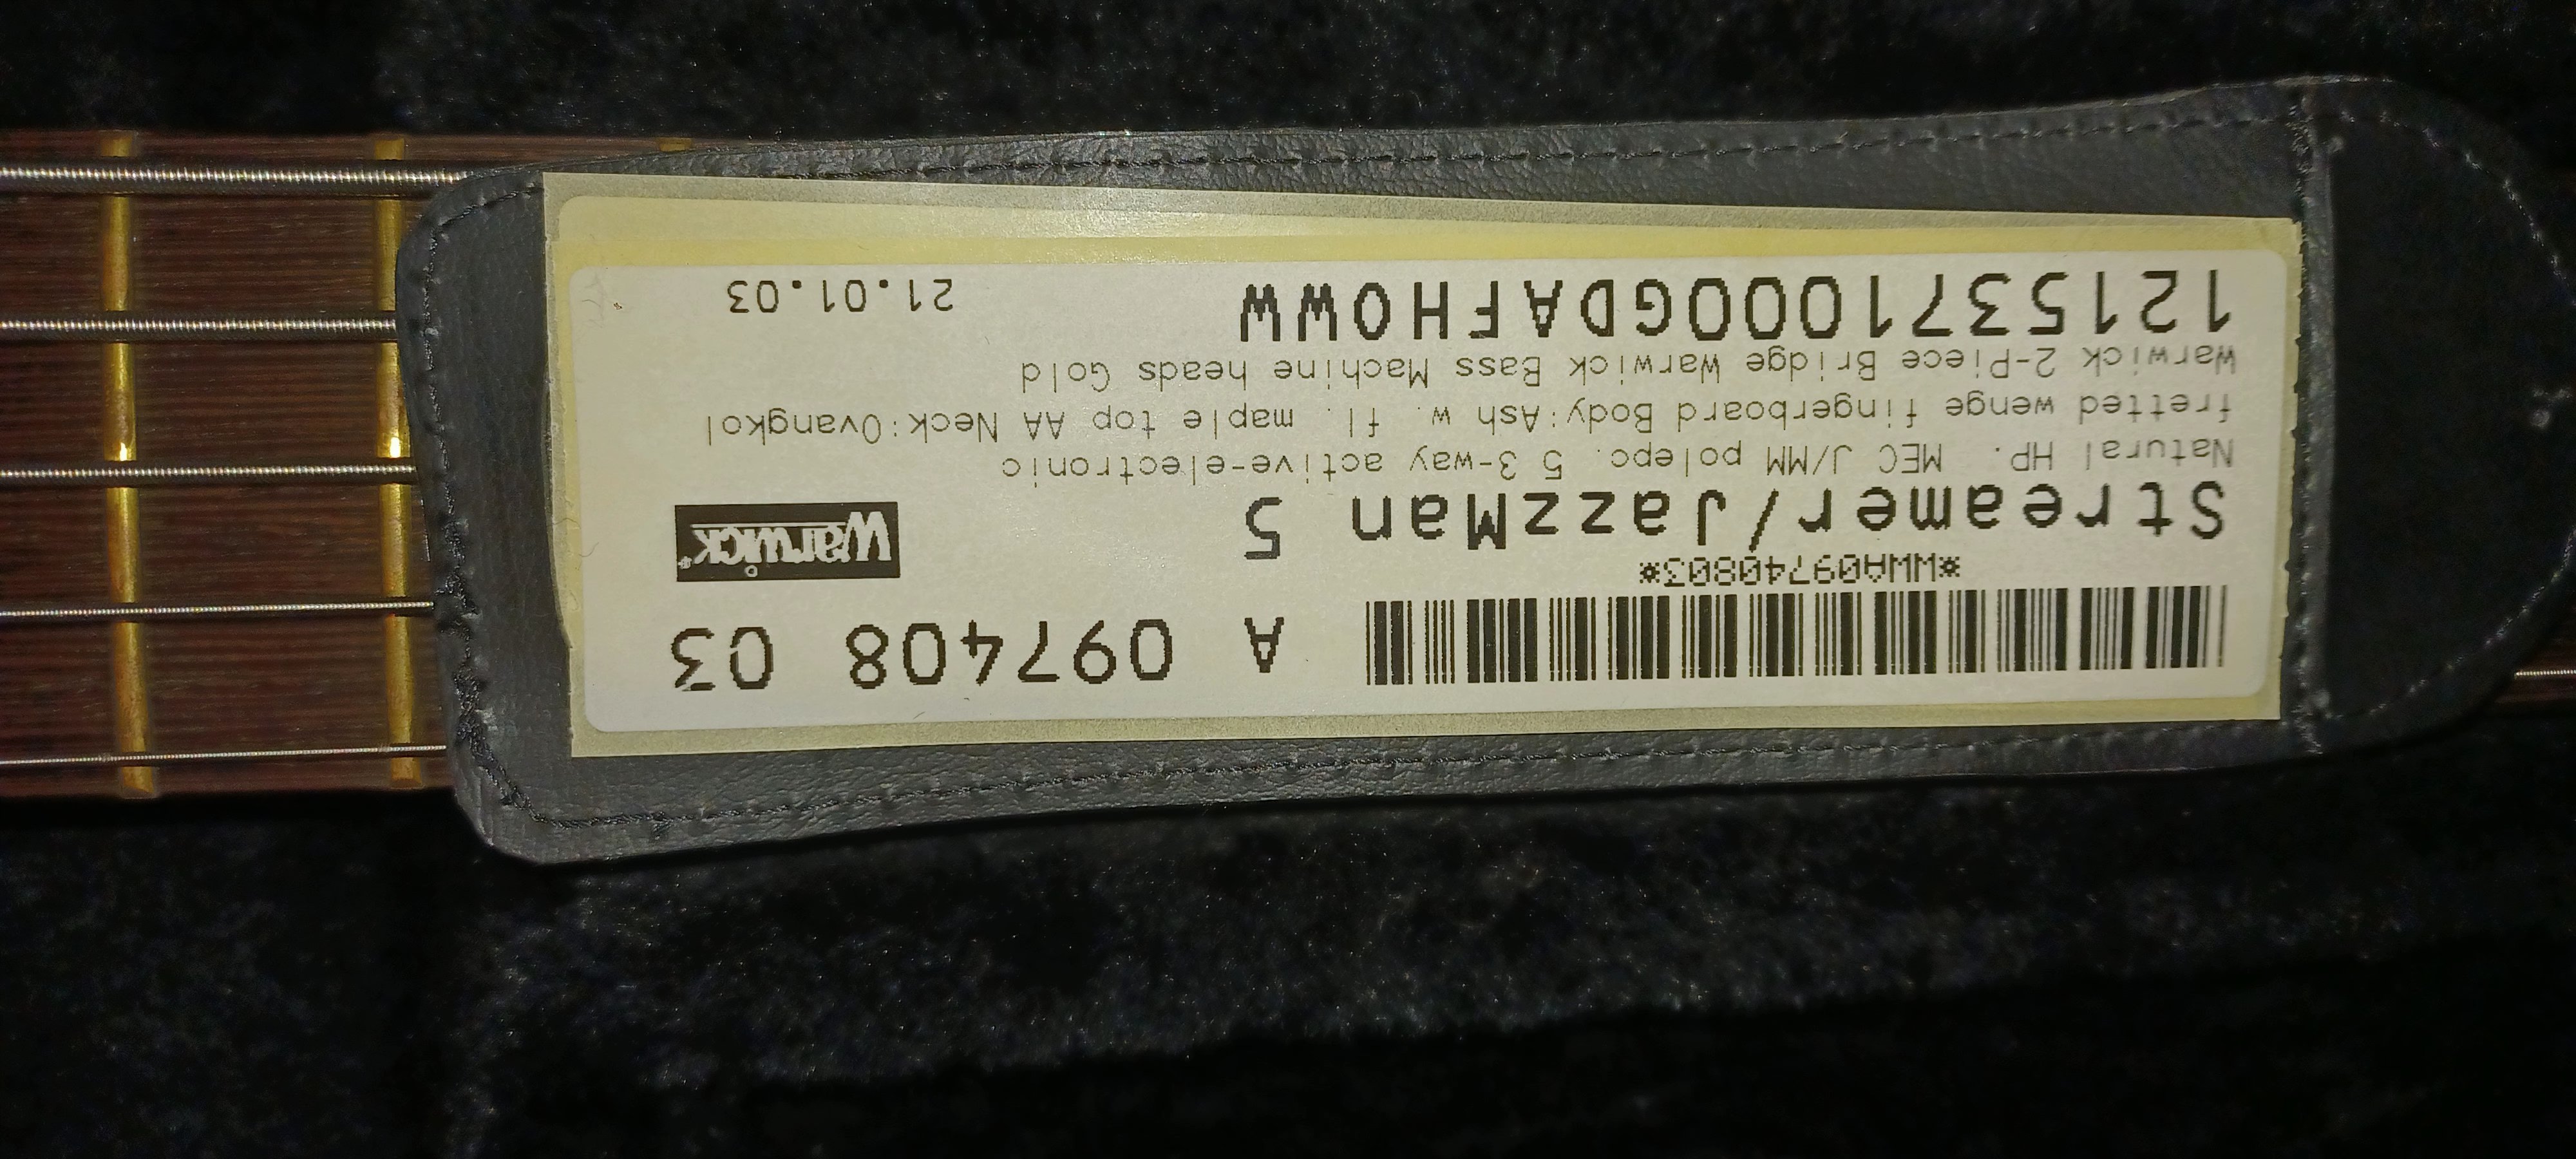 *WWA09740803*
A 097408 03
Streamer/JazzMan 5
Warwick
Natural HP. MEC J/MM polepc. 5 3-way active-electronic
fretted wenge fingerboard Body:Ash w. fl. maple top AA Neck:Ovangkol
Warwick 2-Piece Bridge Warwick Bass Machine heads Gold
1215371000GDAFHOWW
21.01.03